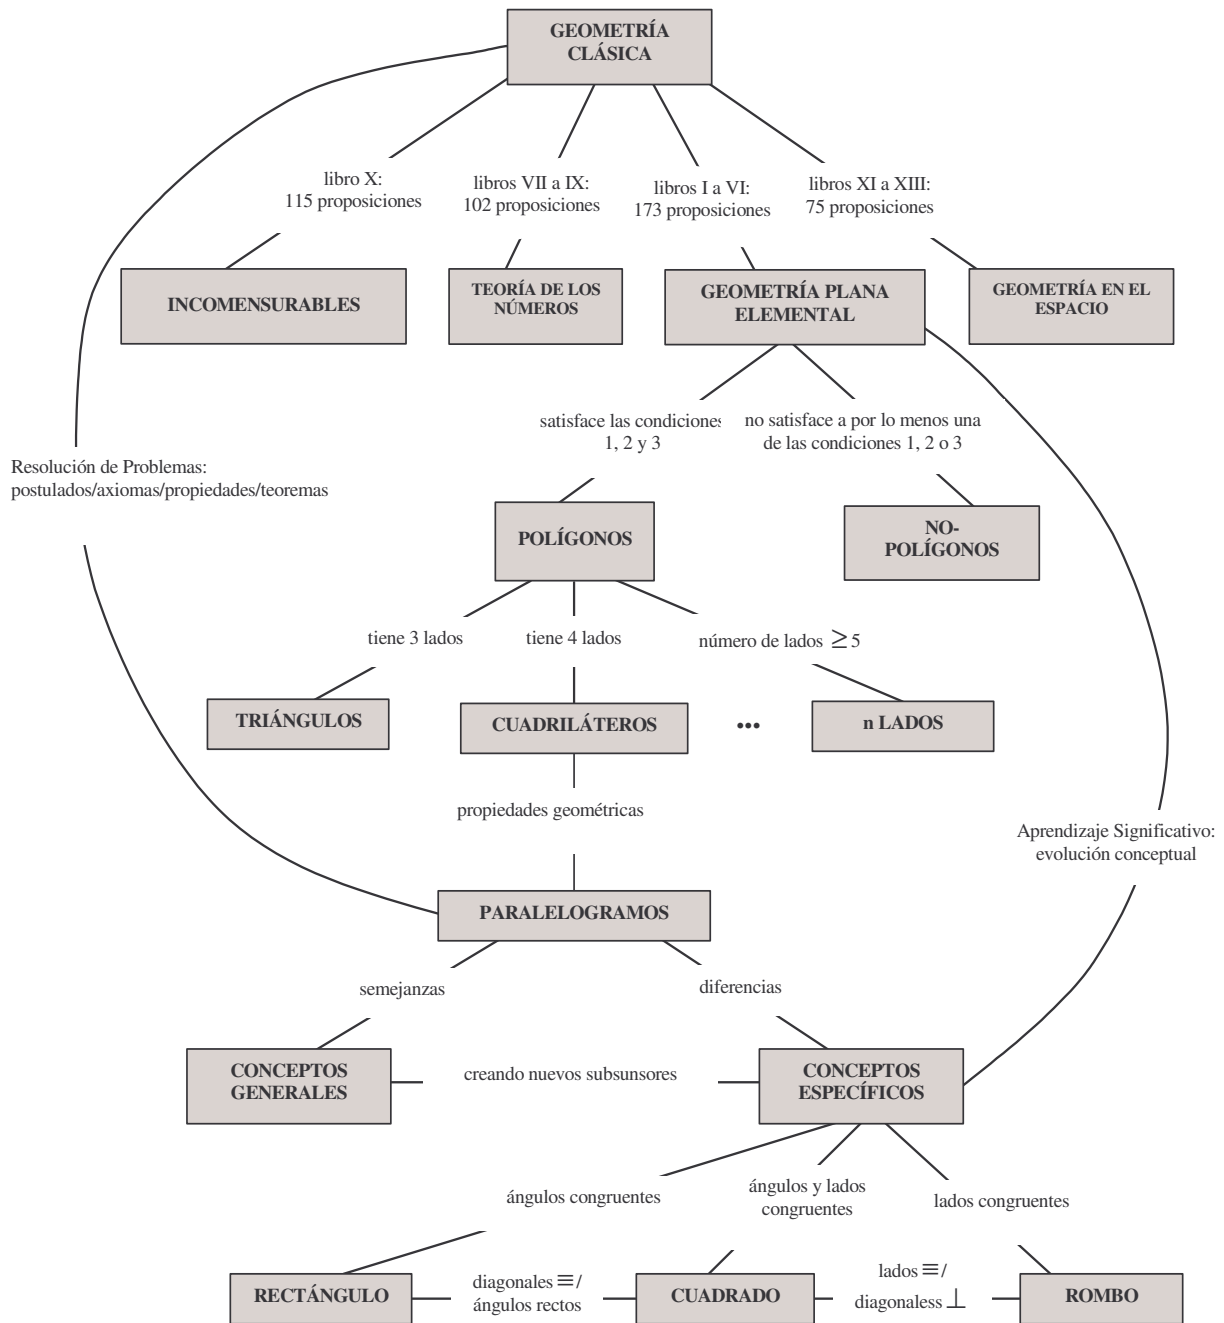 GEOMETRÍA
CLÁSICA
libro X:
115 proposiciones
libros VII a IX:
102 proposiciones
libros I a VI:
173 proposiciones
libros XI a XIII:
75 proposiciones
INCOMENSURABLES
TEORÍA DE LOS
NÚMEROS
GEOMETRÍA PLANA
ELEMENTAL
GEOMETRÍA EN EL
ESPACIO
satisface las condiciones
1, 2 y 3
no satisface a por lo menos una
de las condiciones 1, 2 o 3
Resolución de Problemas:
postulados/axiomas/propiedades/teoremas
POLÍGONOS
NO-
POLÍGONOS
tiene 3 lados
tiene 4 lados
número de lados ≥ 5
TRIÁNGULOS
CUADRILÁTEROS
•••
n LADOS
propiedades geométricas
Aprendizaje Significativo:
evolución conceptual
PARALELOGRAMOS
semejanzas
diferencias
CONCEPTOS
GENERALES
creando nuevos subsunsores
CONCEPTOS
ESPECÍFICOS
ángulos congruentes
ángulos y lados
congruentes
lados congruentes
RECTÁNGULO
diagonales ≡/
ángulos rectos
CUADRADO
lados ≡/
diagonaless ⊥
ROMBO